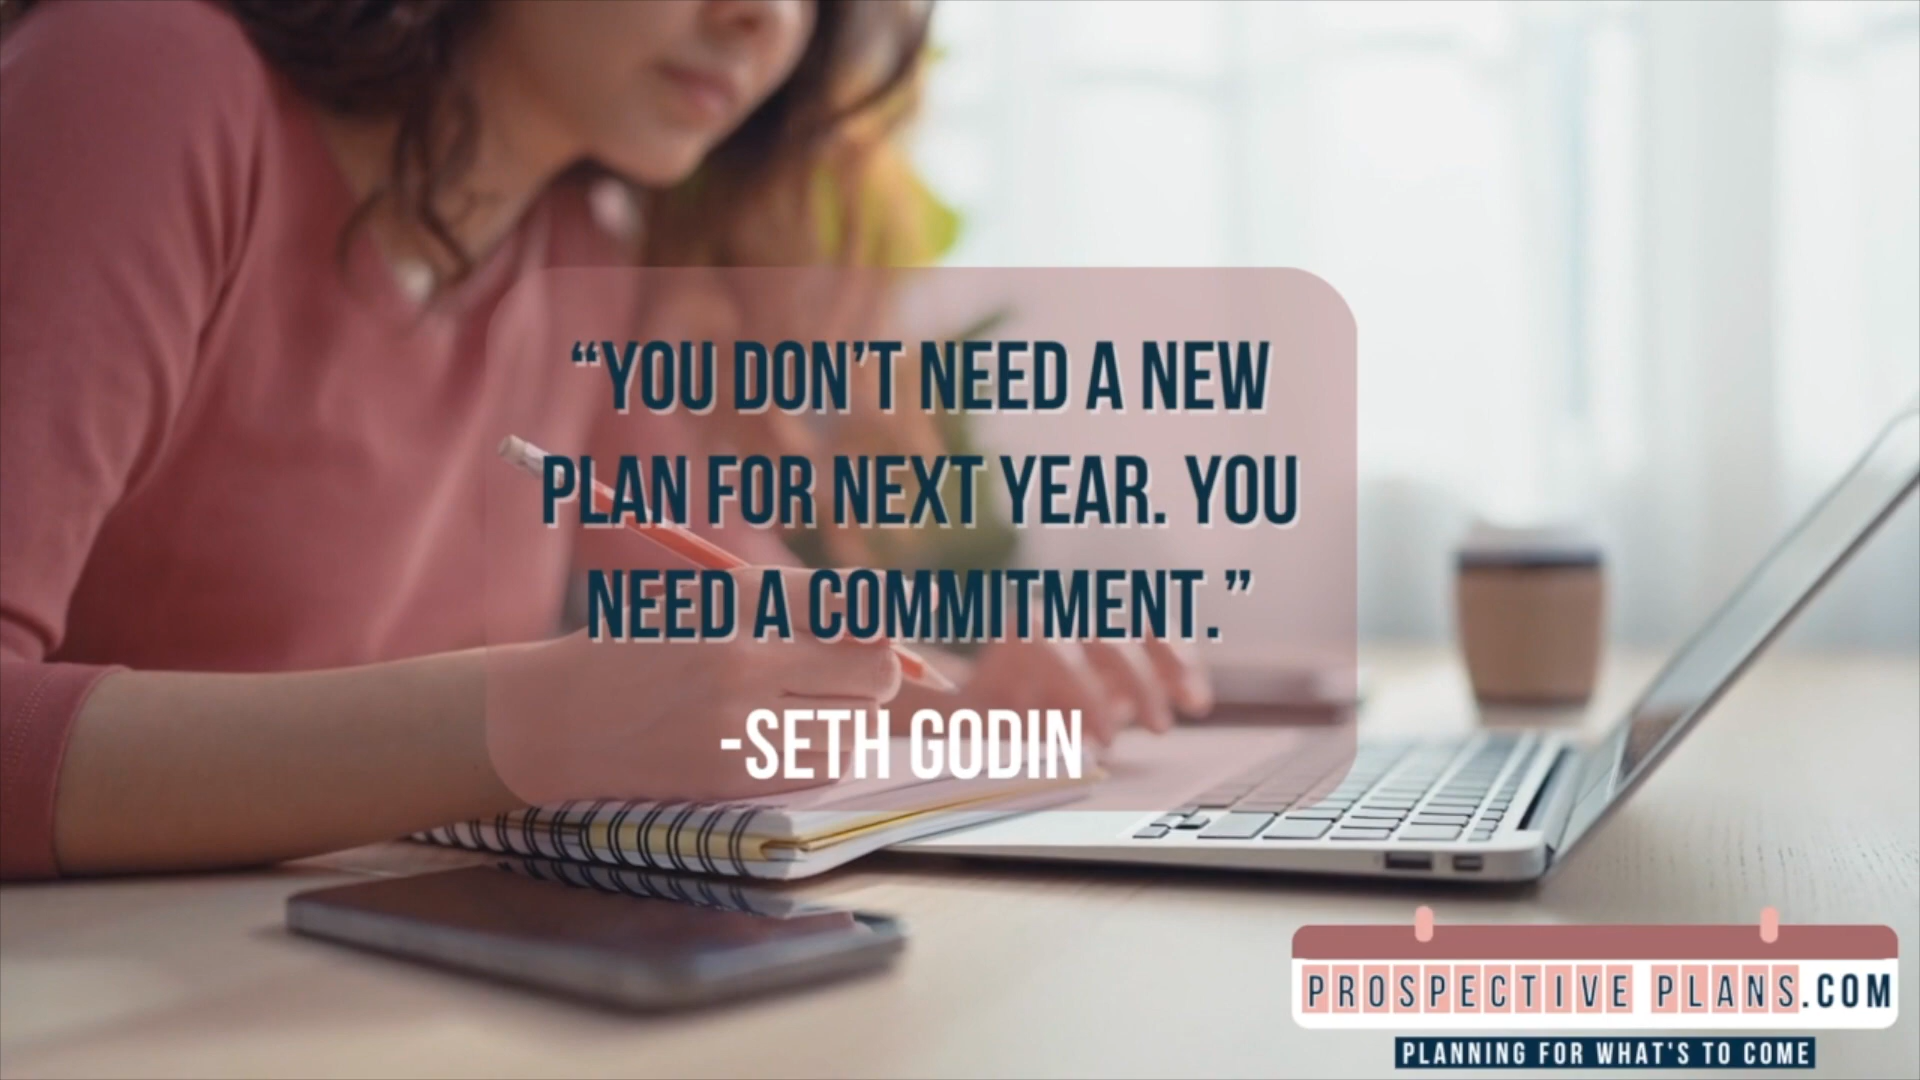 “YOU DON’T NEED A NEW
PLAN FOR NEXT YEAR. YOU
NEED A COMMITMENT.”
-SETH GODIN
PROSPECTIVE PLANS.COM
PLANNING FOR WHAT'S TO COME